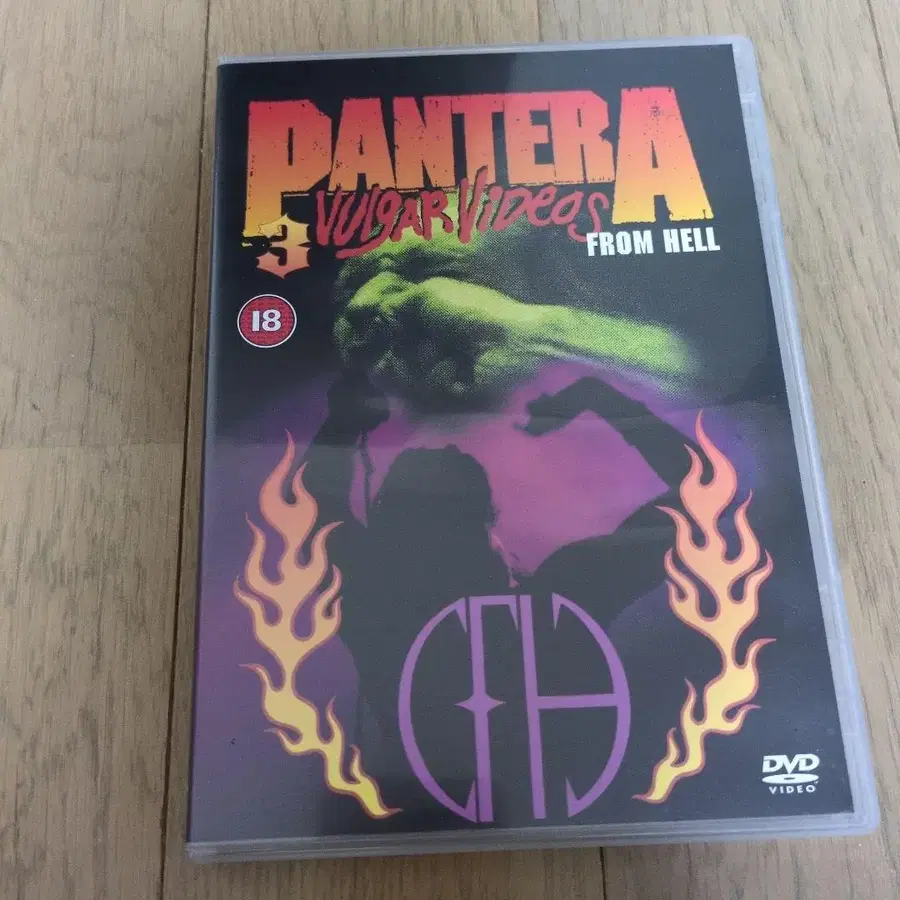 PANTERA
3 VULGAR VIDEOS
FROM HELL
18
CFH
DVD
VIDEO